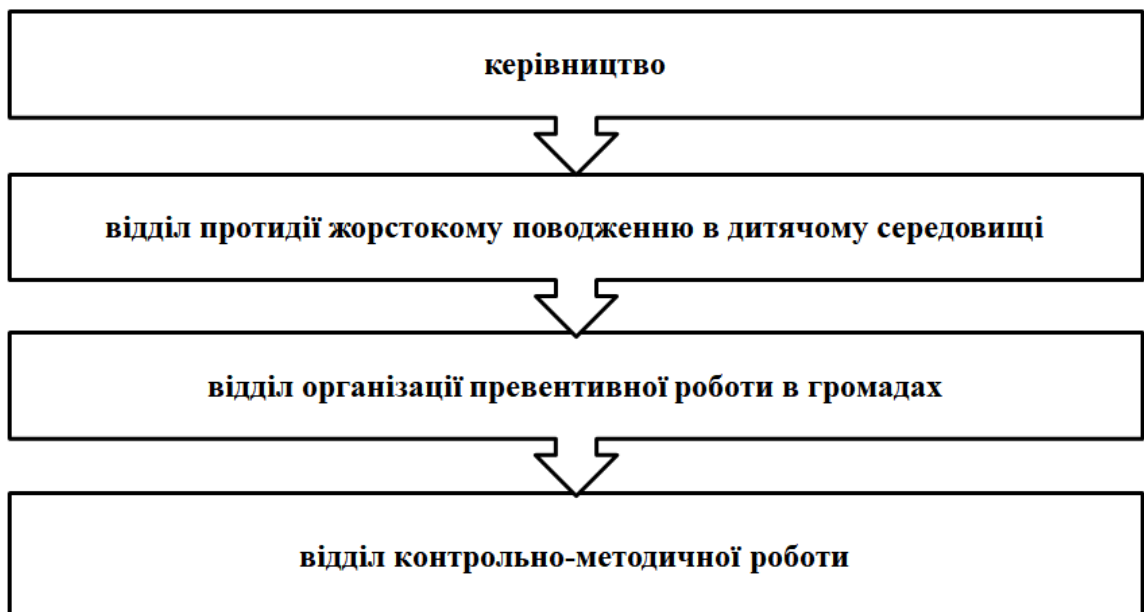 керівництво
відділ протидії жорстокому поводженню в дитячому середовищі
відділ організації превентивної роботи в громадах
відділ контрольно-методичної роботи